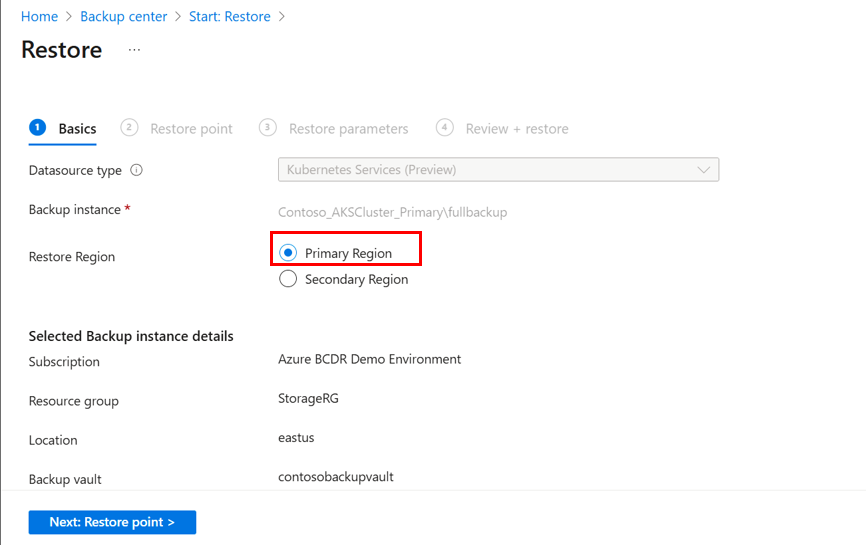 Home > Backup center > Start: Restore >
Restore ...
1 Basics 2 Restore point 3 Restore parameters 4 Review + restore
Datasource type Kubernetes Services (Preview)
Backup instance * Contoso_AKSCluster_Primary\fullbackup
Restore Region Primary Region
Secondary Region
Selected Backup instance details
Subscription Azure BCDR Demo Environment
Resource group StorageRG
Location eastus
Backup vault contosobackupvault
Next: Restore point >